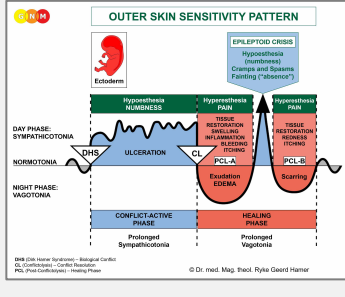 GNM
OUTER SKIN SENSITIVITY PATTERN
Ectoderm
EPILEPTOID CRISIS
Hypoesthesia
(numbness)
Cramps and Spasms
Fainting ("absence")
Hypoesthesia
NUMBNESS
Hyperesthesia
PAIN
Hyperesthesia
PAIN
DAY PHASE:
SYMPATHICOTONIA
TISSUE
RESTORATION
SWELLING
INFLAMMATION
BLEEDING
ITCHING
TISSUE
RESTORATION
REDNESS
ITCHING
DHS
ULCERATION
CL
PCL-A
PCL-B
NORMOTONIA
Exudation
EDEMA
Scarring
NIGHT PHASE:
VAGOTONIA
CONFLICT-ACTIVE
PHASE
HEALING
PHASE
Prolonged
Sympathicotonia
Prolonged
Vagotonia
DHS (Dirk Hamer Syndrome) – Biological Conflict
CL (Conflictolysis) – Conflict Resolution
PCL (Post-Conflictolysis) – Healing Phase
© Dr. med. Mag. theol. Ryke Geerd Hamer